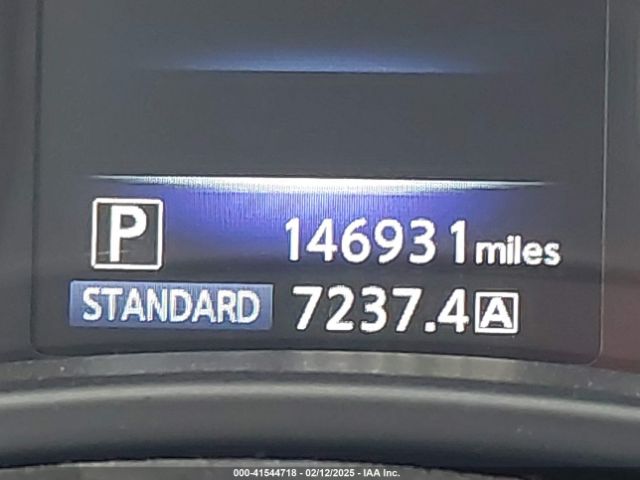 P 146931 miles
STANDARD 7237.4 A
000-41544718 - 02/12/2025 - IAA Inc.